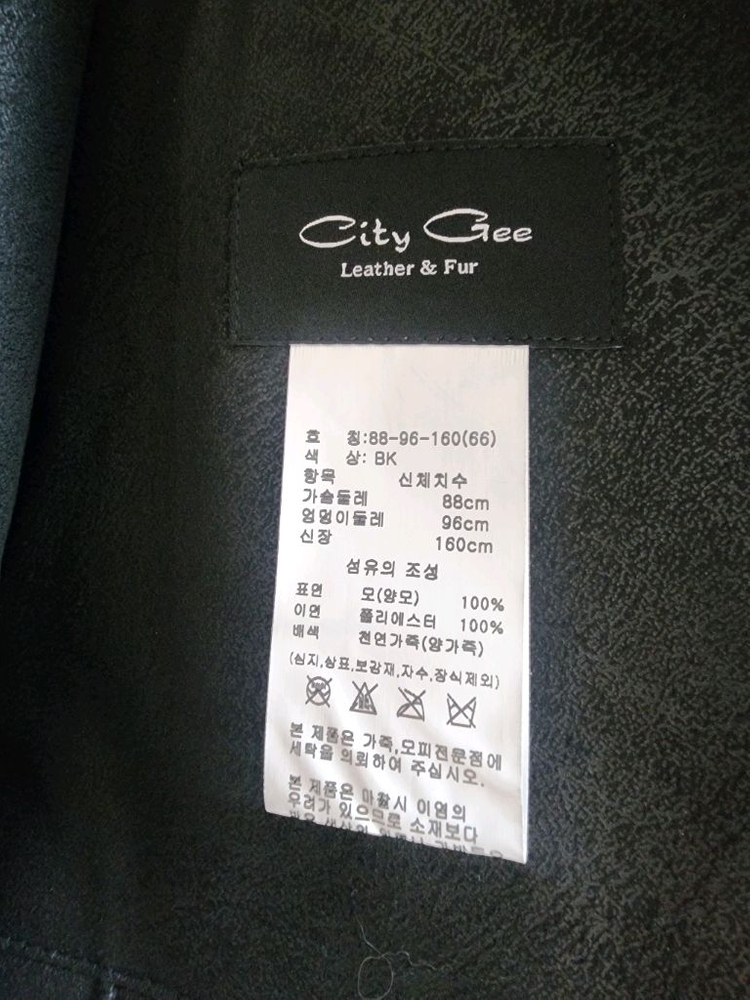 City Gee
Leather & Fur
호 칭:88-96-160(66)
색 상: BK
항목 신체치수
가슴둘레 88cm
엉덩이둘레 96cm
신장 160cm
섬유의 조성
표면 모(양모) 100%
이면 폴리에스터 100%
배색 천연가죽(양가죽)
(심지,상표,보강재,자수,장식제외)
본 제품은 가죽,모피전문점에
세탁을 의뢰하여 주십시오.
본 제품은 마찰시 이염의
우려가 있으므로 소재보다